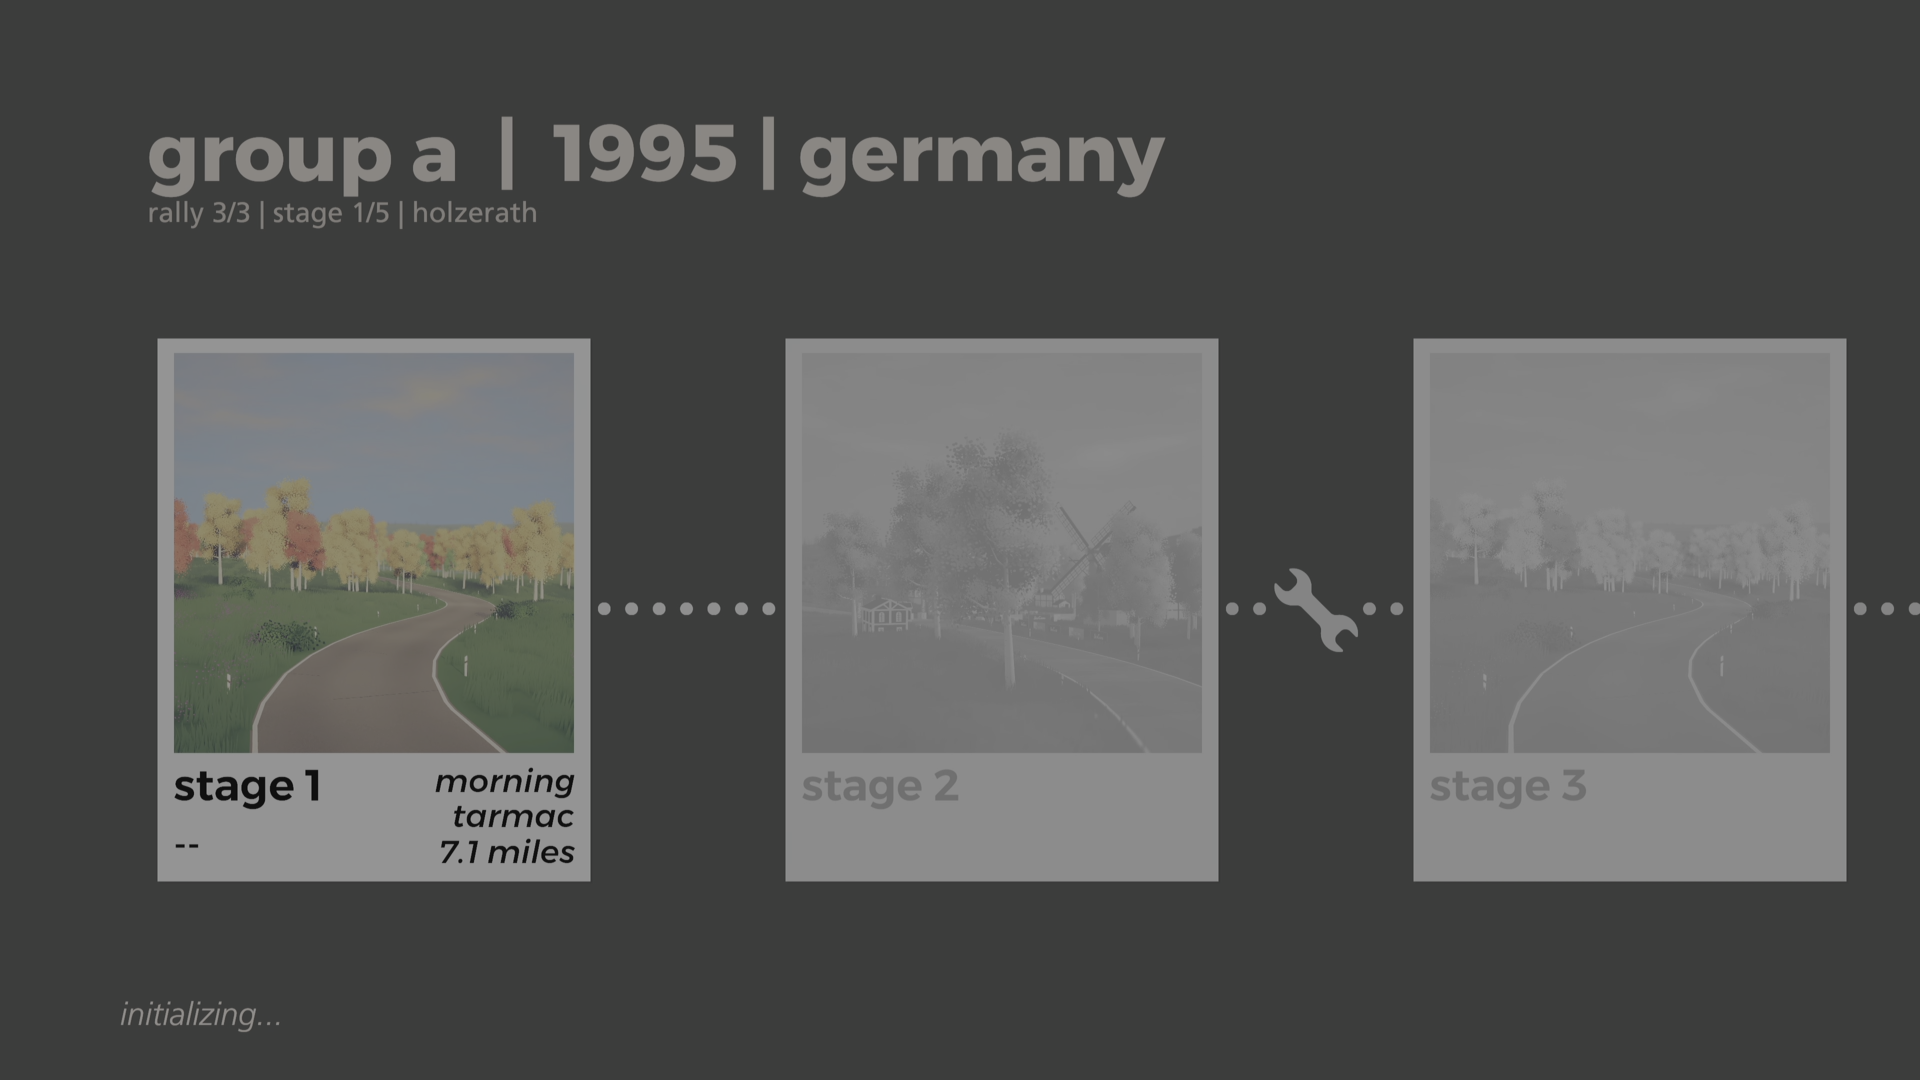 group a | 1995 | germany
rally 3/3 | stage 1/5 | holzerath
stage 1
--
morning
tarmac
7.1 miles
stage 2
stage 3
initializing...